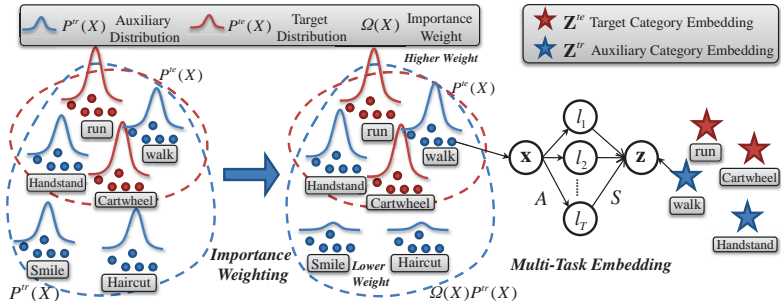 P^{tr}(X) Auxiliary Distribution
P^{te}(X) Target Distribution
Ω(X) Importance Weight
Z^{te} Target Category Embedding
Z^{tr} Auxiliary Category Embedding
P^{te}(X)
run
walk
Handstand
Cartwheel
Smile
Haircut
P^{tr}(X)
Importance Weighting
Higher Weight
P^{te}(X)
run
walk
Handstand
Cartwheel
Smile
Lower Weight
Haircut
Ω(X)P^{tr}(X)
x
l_1
l_2
l_T
A
S
z
Multi-Task Embedding
run
Cartwheel
walk
Handstand